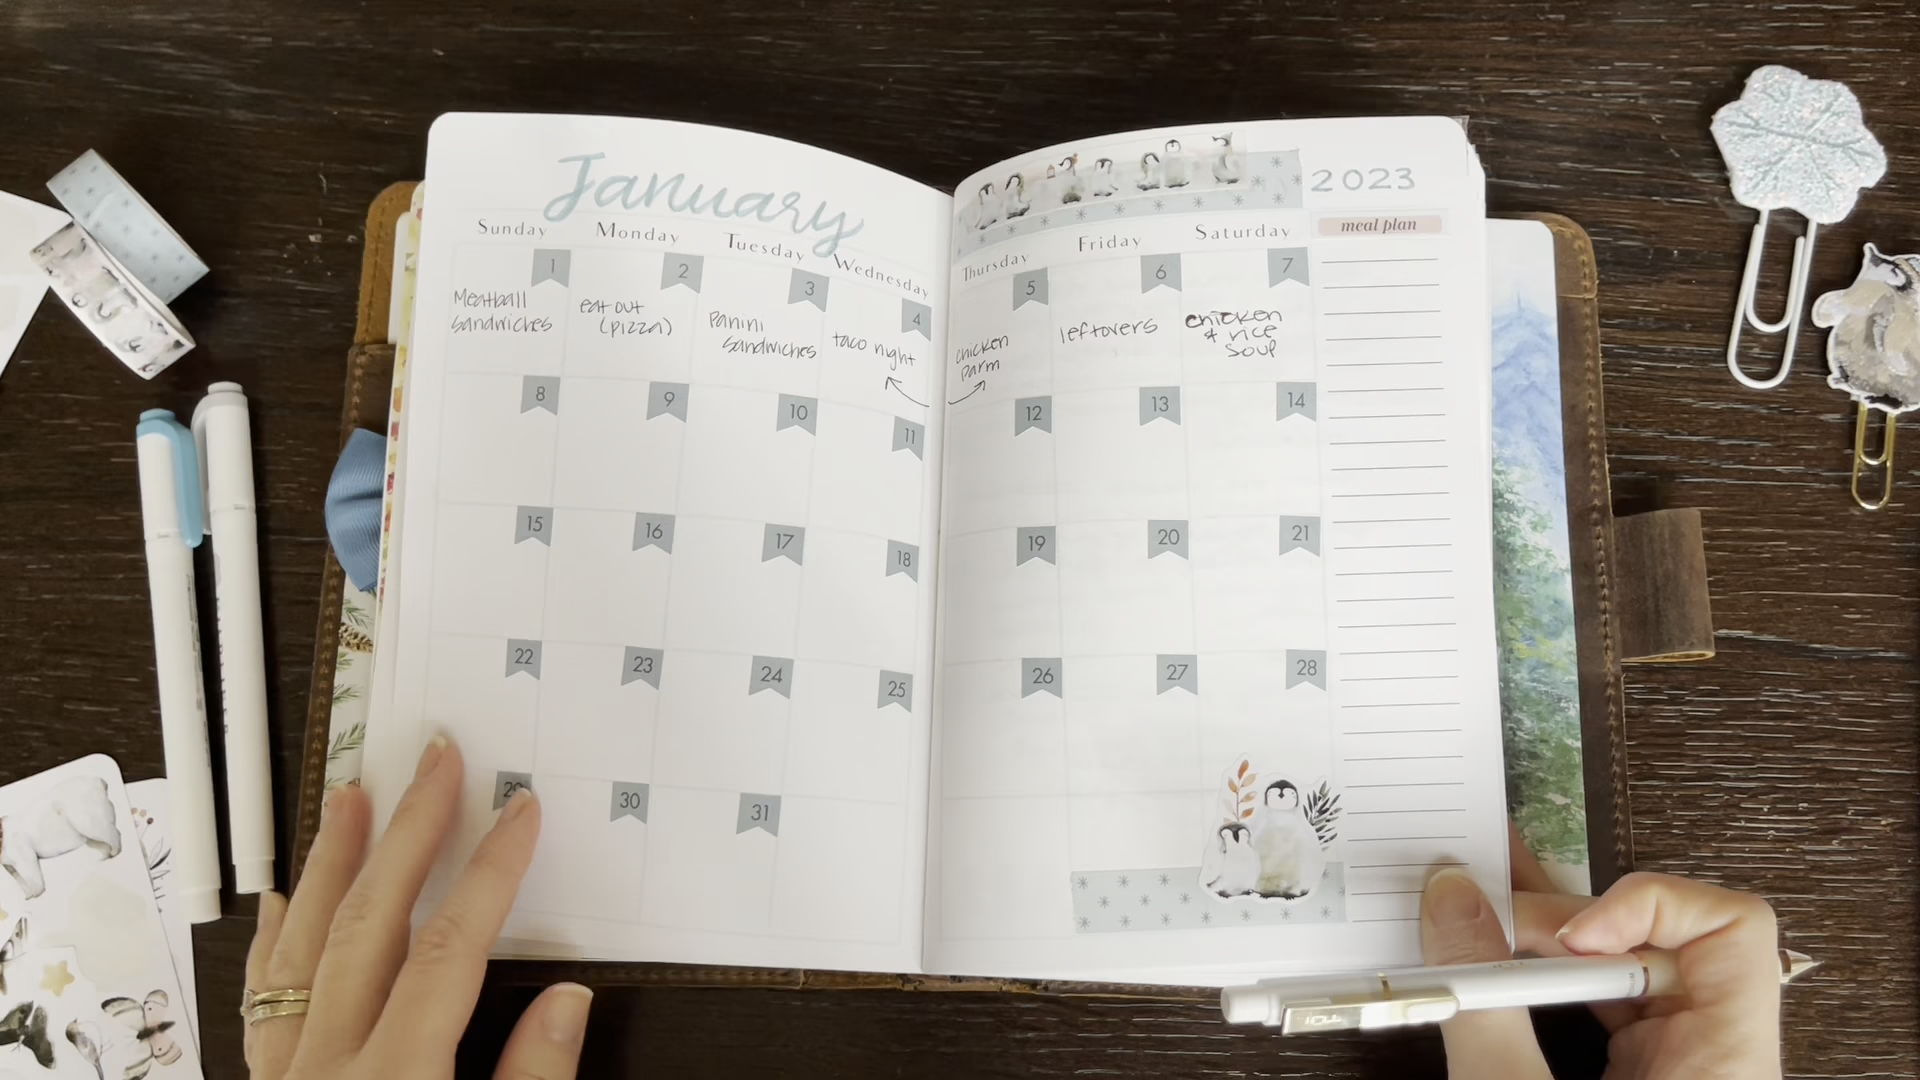 January
2023
Sunday Monday Tuesday Wednesday Thursday Friday Saturday
meal plan
1 2 3 4 5 6 7
Meatball
sandwiches
eat out
(pizza)
Panini
sandwiches
taco night
chicken
parm
leftovers
chicken
& rice
soup
8 9 10 11 12 13 14
15 16 17 18 19 20 21
22 23 24 25 26 27 28
29 30 31